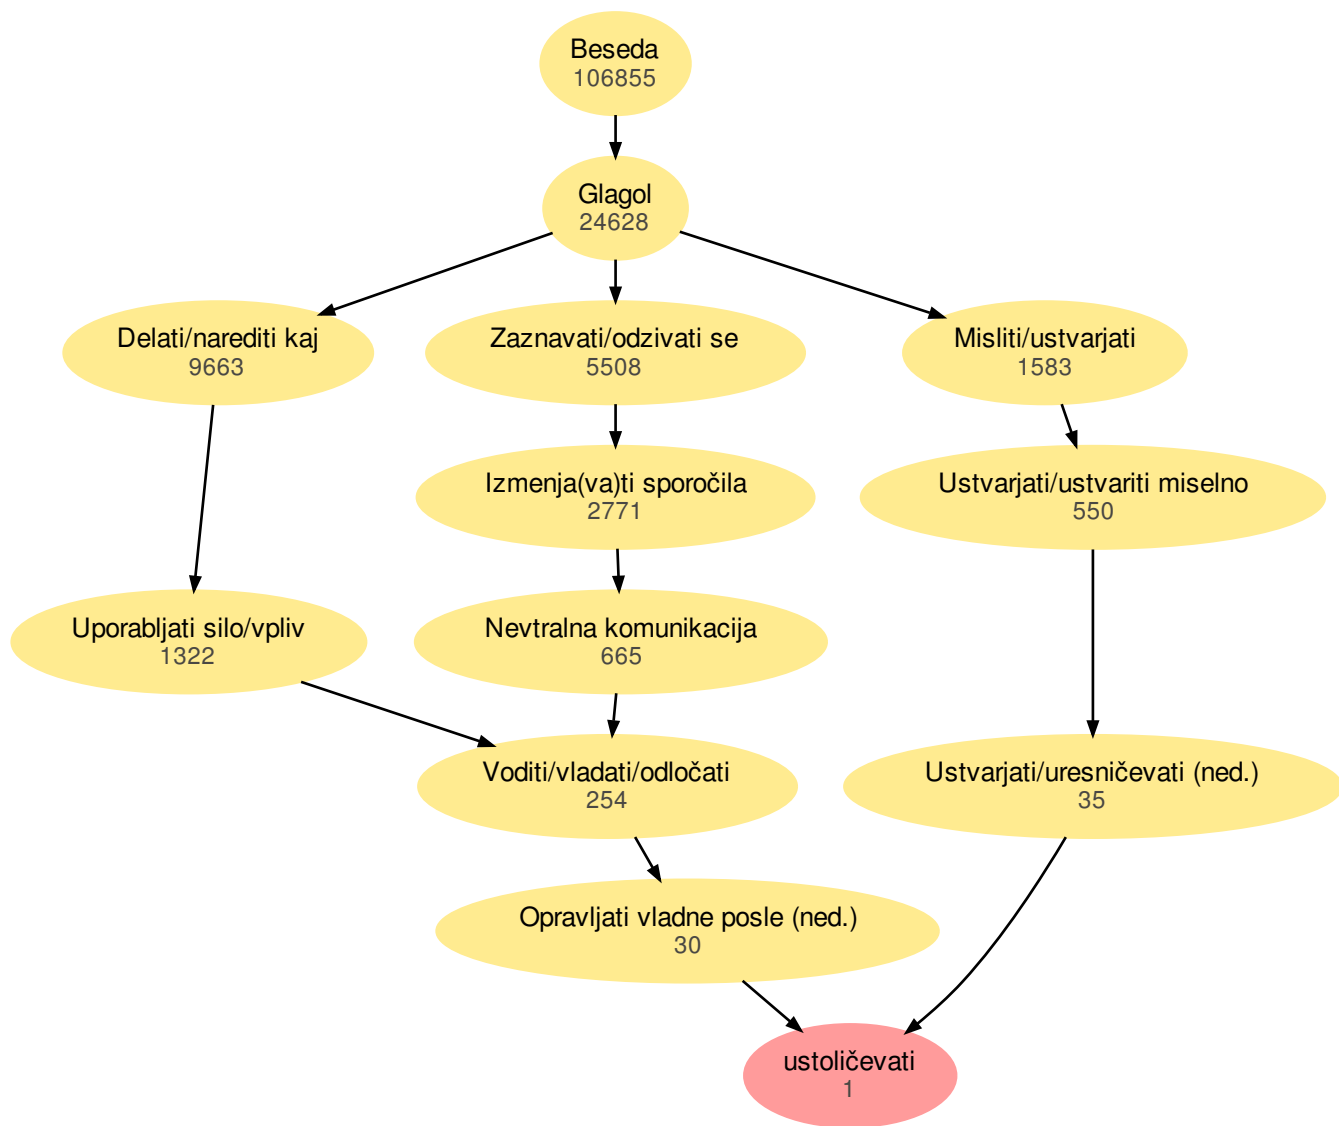 Beseda
106855
Glagol
24628
Delati/narediti kaj
9663
Zaznavati/odzivati se
5508
Misliti/ustvarjati
1583
Izmenja(va)ti sporočila
2771
Ustvarjati/ustvariti miselno
550
Uporabljati silo/vpliv
1322
Nevtralna komunikacija
665
Voditi/vladati/odločati
254
Ustvarjati/uresničevati (ned.)
35
Opravljati vladne posle (ned.)
30
ustoličevati
1